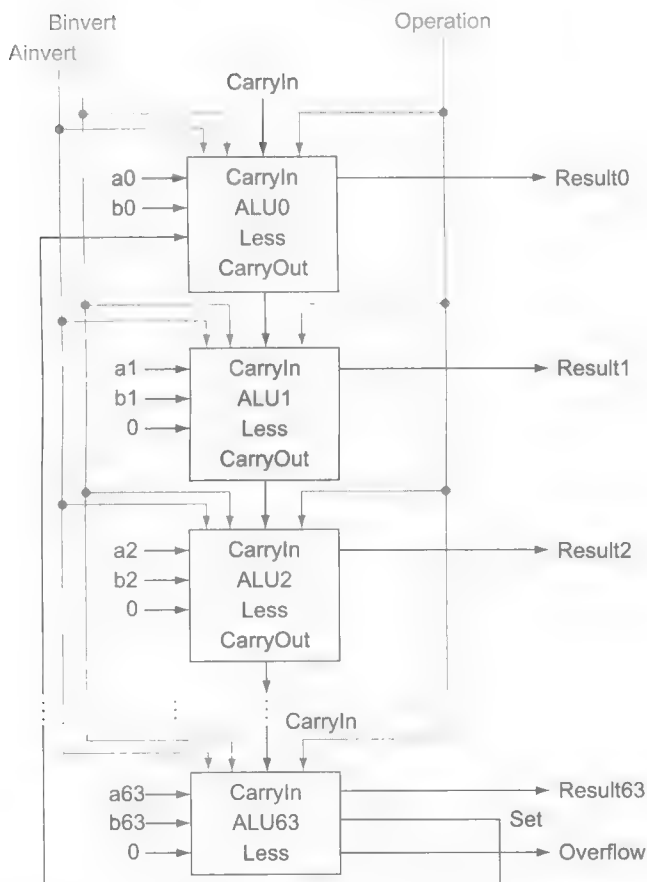 Binvert
Operation
Ainvert
CarryIn
a0
CarryIn
Result0
b0
ALU0
Less
CarryOut
a1
CarryIn
Result1
b1
ALU1
0
Less
CarryOut
a2
CarryIn
Result2
b2
ALU2
0
Less
CarryOut
CarryIn
a63
CarryIn
Result63
b63
ALU63
Set
0
Less
Overflow